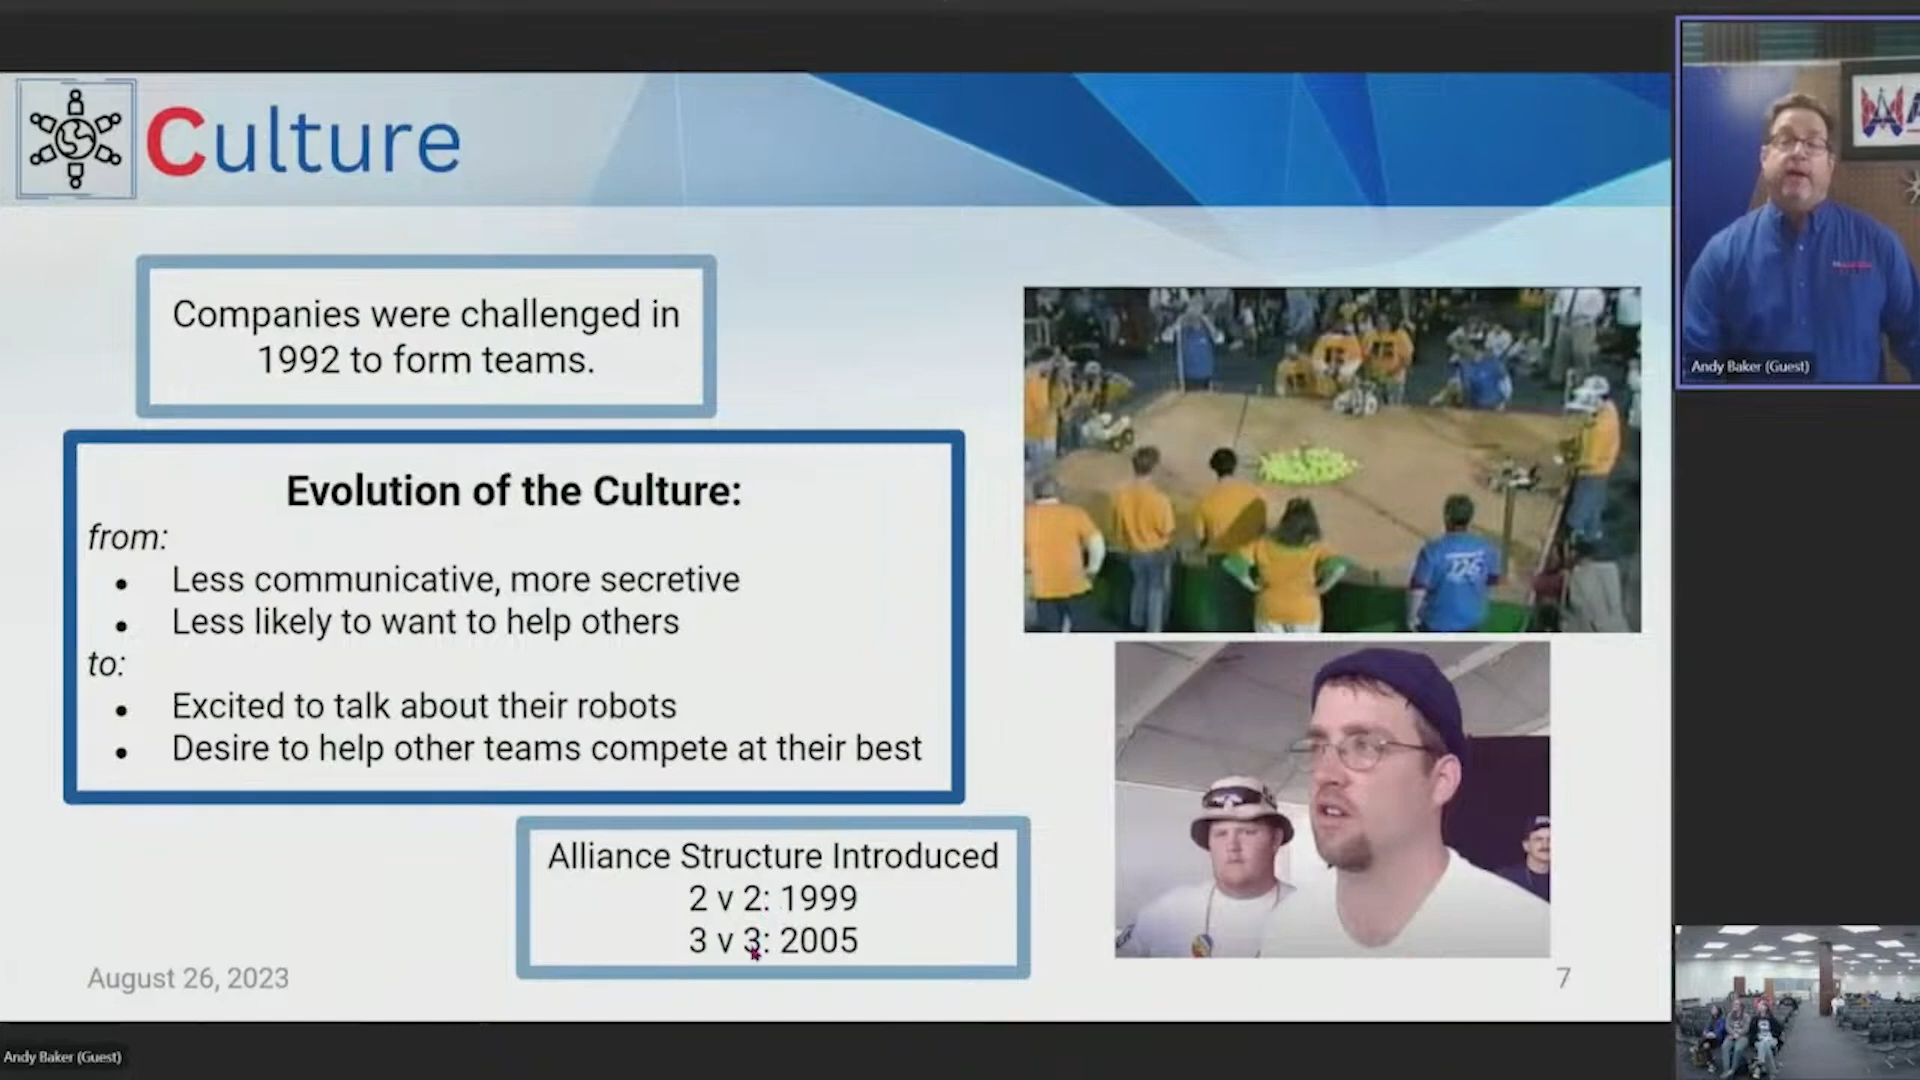 Culture
Companies were challenged in
1992 to form teams.
Evolution of the Culture:
from:
• Less communicative, more secretive
• Less likely to want to help others
to:
• Excited to talk about their robots
• Desire to help other teams compete at their best
Alliance Structure Introduced
2 v 2: 1999
3 v 3: 2005
August 26, 2023
7
Andy Baker (Guest)
Andy Baker (Guest)